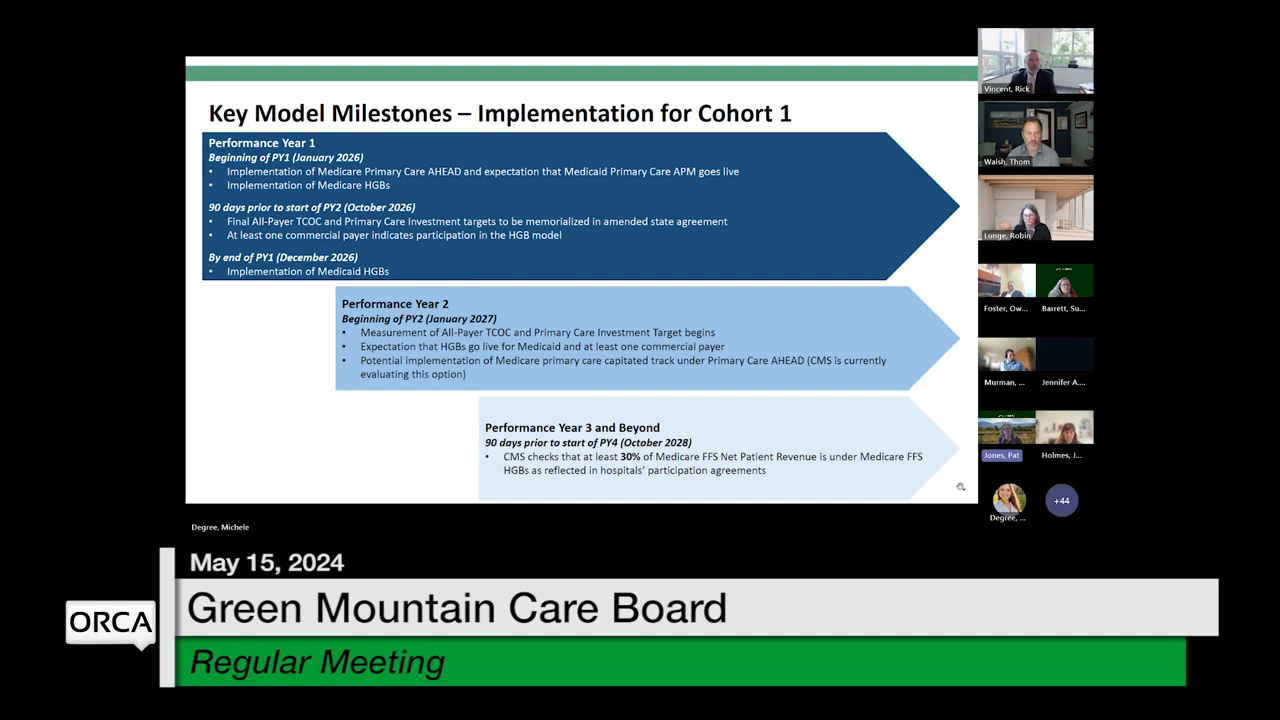 Key Model Milestones – Implementation for Cohort 1
Performance Year 1
Beginning of PY1 (January 2026)
• Implementation of Medicare Primary Care AHEAD and expectation that Medicaid Primary Care APM goes live
• Implementation of Medicare HGBs
90 days prior to start of PY2 (October 2026)
• Final All-Payer TCOC and Primary Care Investment targets to be memorialized in amended state agreement
• At least one commercial payer indicates participation in the HGB model
By end of PY1 (December 2026)
• Implementation of Medicaid HGBs
Performance Year 2
Beginning of PY2 (January 2027)
• Measurement of All-Payer TCOC and Primary Care Investment Target begins
• Expectation that HGBs go live for Medicaid and at least one commercial payer
• Potential implementation of Medicare primary care capitated track under Primary Care AHEAD (CMS is currently
evaluating this option)
Performance Year 3 and Beyond
90 days prior to start of PY4 (October 2028)
• CMS checks that at least 30% of Medicare FFS Net Patient Revenue is under Medicare FFS
HGBs as reflected in hospitals' participation agreements
Vincent, Rick
Walsh, Thom
Lunge, Robin
Foster, Ow...
Barrett, Su...
Murman, ...
Jennifer A....
Jones, Pat
Holmes, J...
Degree, ...
+44
Degree, Michele
May 15, 2024
ORCA
Green Mountain Care Board
Regular Meeting